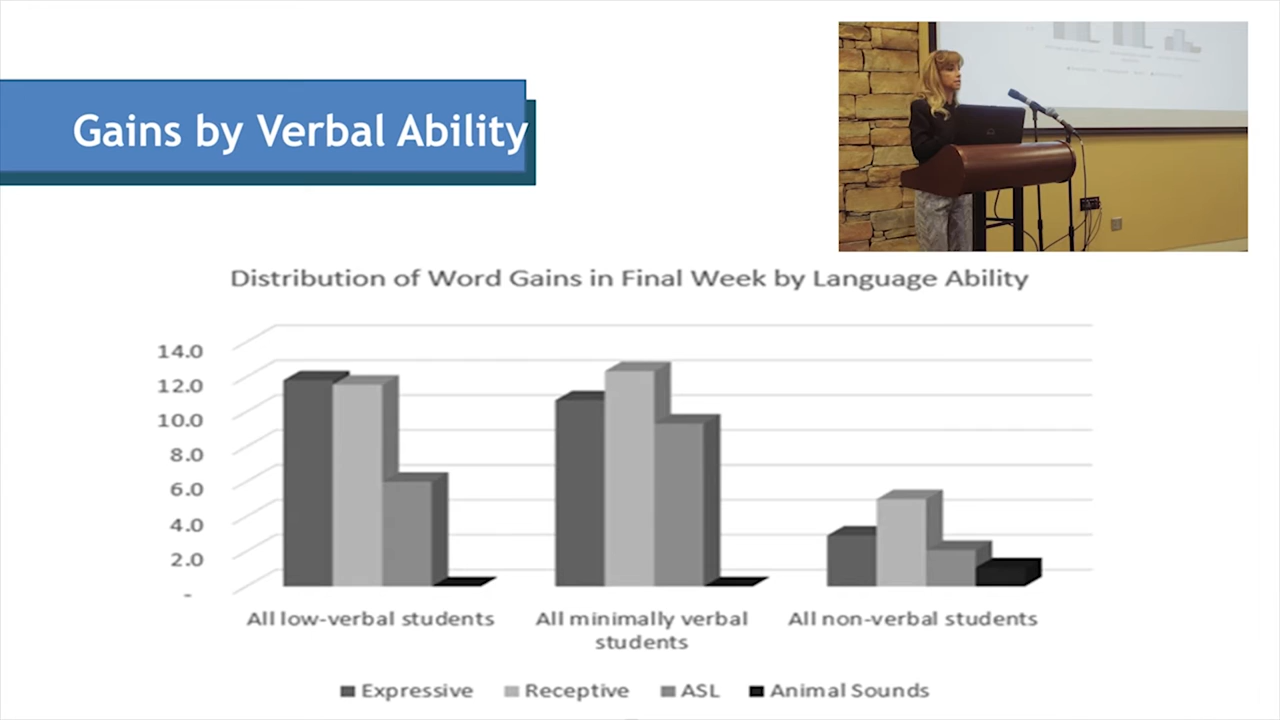 Gains by Verbal Ability
Distribution of Word Gains in Final Week by Language Ability
14.0
12.0
10.0
8.0
6.0
4.0
2.0
-
All low-verbal students
All minimally verbal
students
All non-verbal students
Expressive
Receptive
ASL
Animal Sounds